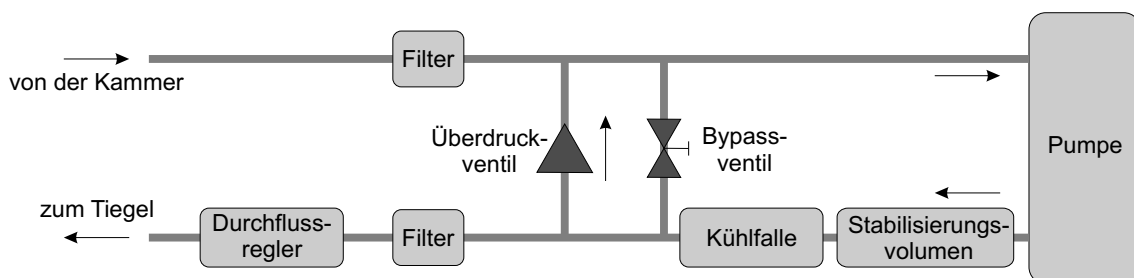 von der Kammer
Filter
Überdruck-
ventil
Bypass-
ventil
Pumpe
zum Tiegel
Durchfluss-
regler
Filter
Kühlfalle
Stabilisierungs-
volumen